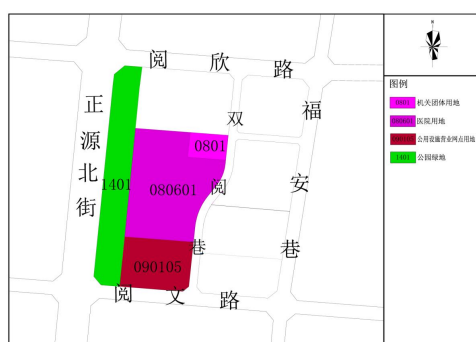 阅欣路
正源北街
双阅巷
福安巷
0801
1401
080601
090105
阅文路
N
图例
0801 机关团体用地
080601 医院用地
090105 公用设施营业网点用地
1401 公园绿地